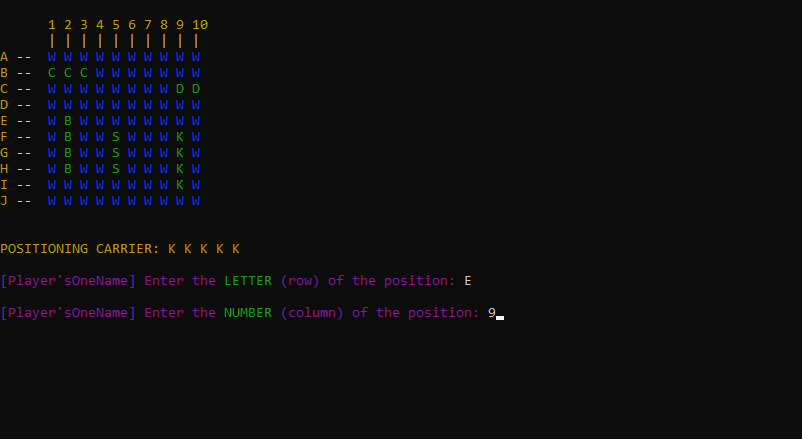 1 2 3 4 5 6 7 8 9 10
| | | | | | | | | |
A -- W W W W W W W W W W
B -- C C C W W W W W W W
C -- W W W W W W W W D D
D -- W W W W W W W W W W
E -- W B W W W W W W W W
F -- W B W W S W W W K W
G -- W B W W S W W W K W
H -- W B W W S W W W K W
I -- W W W W W W W W K W
J -- W W W W W W W W W W
POSITIONING CARRIER: K K K K K
[Player'sOneName] Enter the LETTER (row) of the position: E
[Player'sOneName] Enter the NUMBER (column) of the position: 9